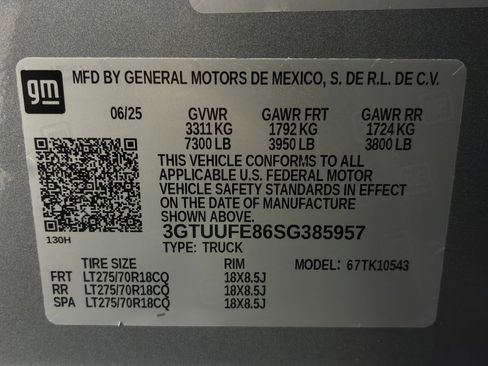 gm
MFD BY GENERAL MOTORS DE MEXICO, S. DE R.L. DE C.V.
06/25 GVWR GAWR FRT GAWR RR
3311 KG 1792 KG 1724 KG
7300 LB 3950 LB 3800 LB
THIS VEHICLE CONFORMS TO ALL
APPLICABLE U.S. FEDERAL MOTOR
VEHICLE SAFETY STANDARDS IN EFFECT
ON THE DATE OF MANUFACTURE
SHOWN ABOVE.
130H 3GTUUFE86SG385957
TYPE: TRUCK
TIRE SIZE RIM MODEL: 67TK10543
FRT LT275/70R18CQ 18X8.5J
RR LT275/70R18CQ 18X8.5J
SPA LT275/70R18CQ 18X8.5J